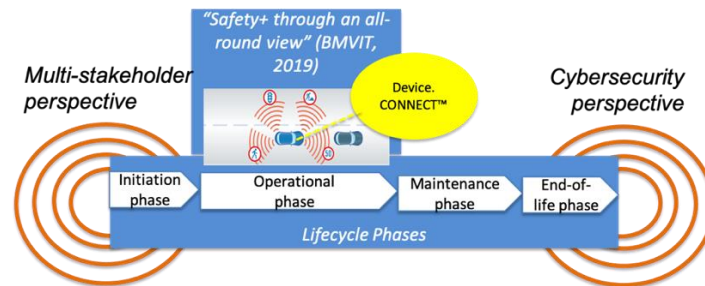 “Safety+ through an all-
round view” (BMVIT,
2019)
Multi-stakeholder
perspective
Device.
CONNECT™
Cybersecurity
perspective
Initiation
phase
Operational
phase
Maintenance
phase
End-of-
life phase
Lifecycle Phases